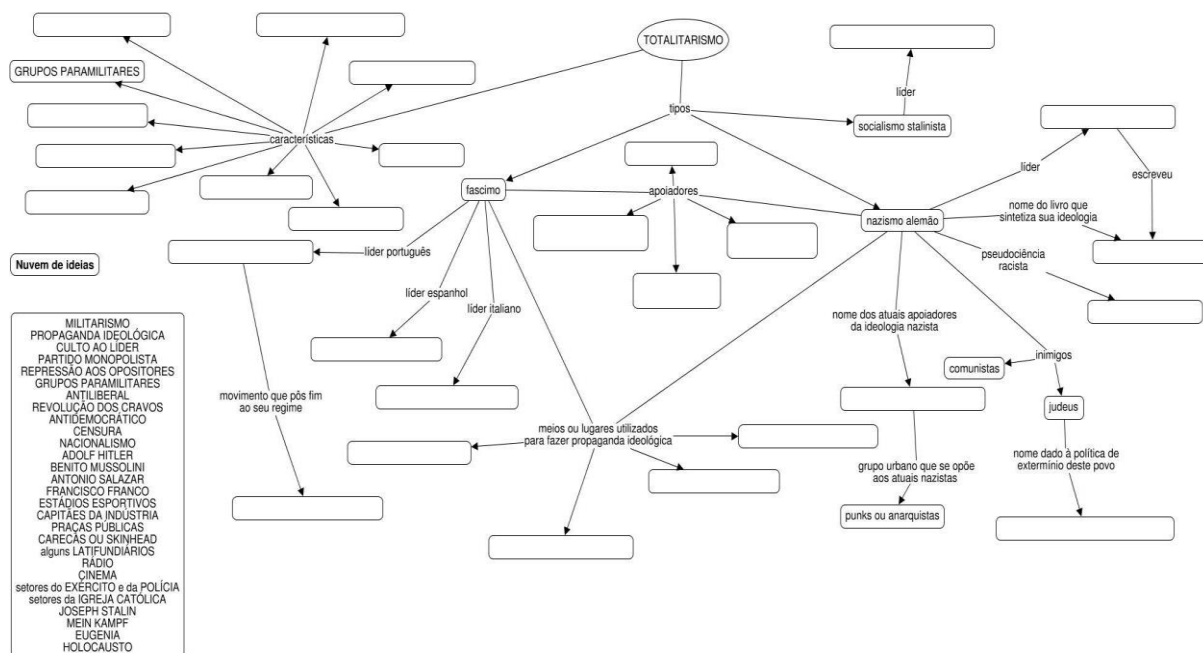 TOTALITARISMO
GRUPOS PARAMILITARES
líder
tipos
socialismo stalinista
características
líder
escreveu
fascimo
apoiadores
nazismo alemão
nome do livro que
sintetiza sua ideologia
líder português
pseudociência
racista
Nuvem de ideias
líder espanhol
líder italiano
nome dos atuais apoiadores
da ideologia nazista
inimigos
comunistas
judeus
movimento que pôs fim
ao seu regime
meios ou lugares utilizados
para fazer propaganda ideológica
nome dado à política de
extermínio deste povo
grupo urbano que se opõe
aos atuais nazistas
punks ou anarquistas
MILITARISMO
PROPAGANDA IDEOLÓGICA
CULTO AO LÍDER
PARTIDO MONOPOLISTA
REPRESSÃO AOS OPOSITORES
GRUPOS PARAMILITARES
ANTILIBERAL
REVOLUÇÃO DOS CRAVOS
ANTIDEMOCRÁTICO
CENSURA
NACIONALISMO
ADOLF HITLER
BENITO MUSSOLINI
ANTONIO SALAZAR
FRANCISCO FRANCO
ESTÁDIOS ESPORTIVOS
CAPITÃES DA INDÚSTRIA
PRAÇAS PÚBLICAS
CARECAS OU SKINHEAD
alguns LATIFUNDIÁRIOS
RÁDIO
CINEMA
setores do EXÉRCITO e da POLÍCIA
setores da IGREJA CATÓLICA
JOSEPH STALIN
MEIN KAMPF
EUGENIA
HOLOCAUSTO